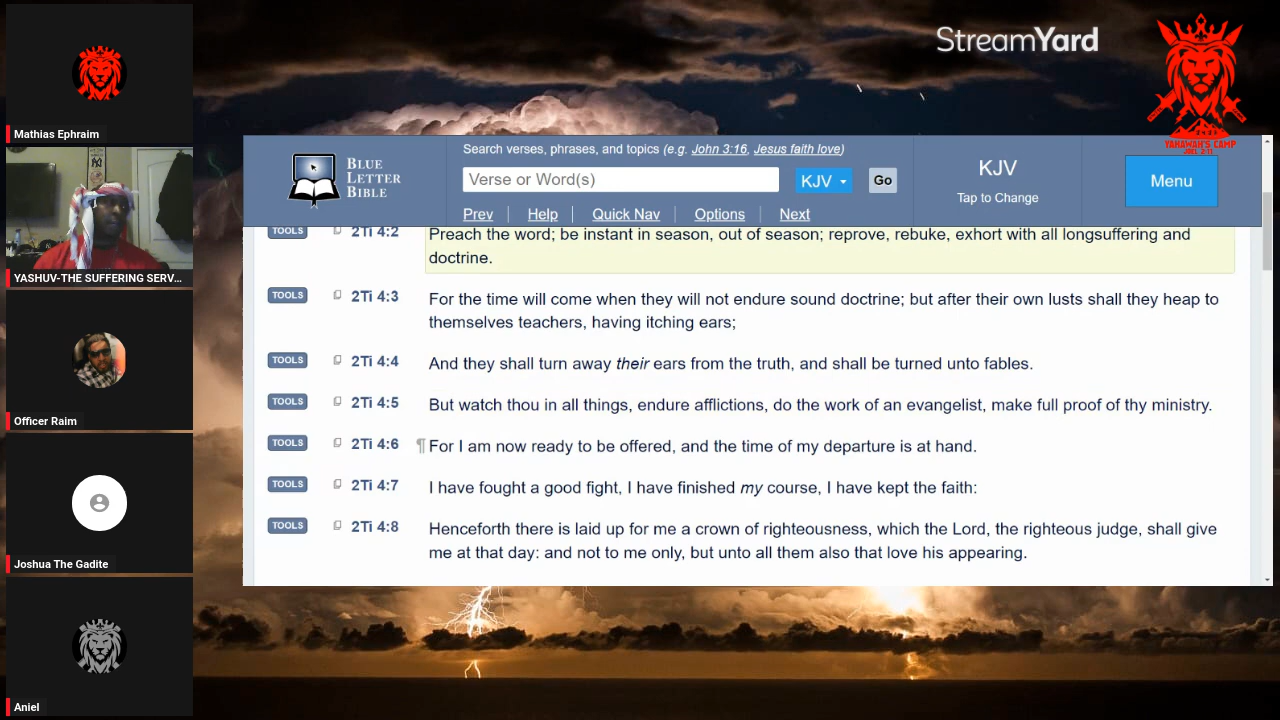 Mathias Ephraim
YASHUV-THE SUFFERING SERV...
Officer Raim
Joshua The Gadite
Aniel
StreamYard
YAHAWAH'S CAMP
JOEL 2:11
BLUE
LETTER
BIBLE
Search verses, phrases, and topics (e.g. John 3:16, Jesus faith love)
Verse or Word(s)
KJV
Go
Prev
Help
Quick Nav
Options
Next
KJV
Tap to Change
Menu
TOOLS 2Ti 4:2 Preach the word; be instant in season, out of season; reprove, rebuke, exhort with all longsuffering and
doctrine.
TOOLS 2Ti 4:3 For the time will come when they will not endure sound doctrine; but after their own lusts shall they heap to
themselves teachers, having itching ears;
TOOLS 2Ti 4:4 And they shall turn away their ears from the truth, and shall be turned unto fables.
TOOLS 2Ti 4:5 But watch thou in all things, endure afflictions, do the work of an evangelist, make full proof of thy ministry.
TOOLS 2Ti 4:6 ¶ For I am now ready to be offered, and the time of my departure is at hand.
TOOLS 2Ti 4:7 I have fought a good fight, I have finished my course, I have kept the faith:
TOOLS 2Ti 4:8 Henceforth there is laid up for me a crown of righteousness, which the Lord, the righteous judge, shall give
me at that day: and not to me only, but unto all them also that love his appearing.